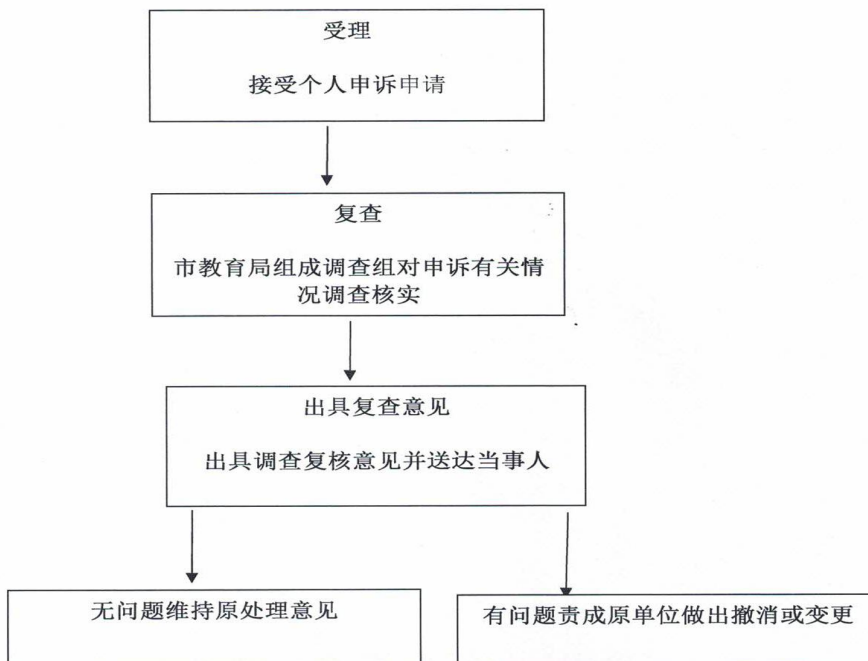 受理
接受个人申诉申请
复查
市教育局组成调查组对申诉有关情
况调查核实
出具复查意见
出具调查复核意见并送达当事人
无问题维持原处理意见
有问题责成原单位做出撤消或变更